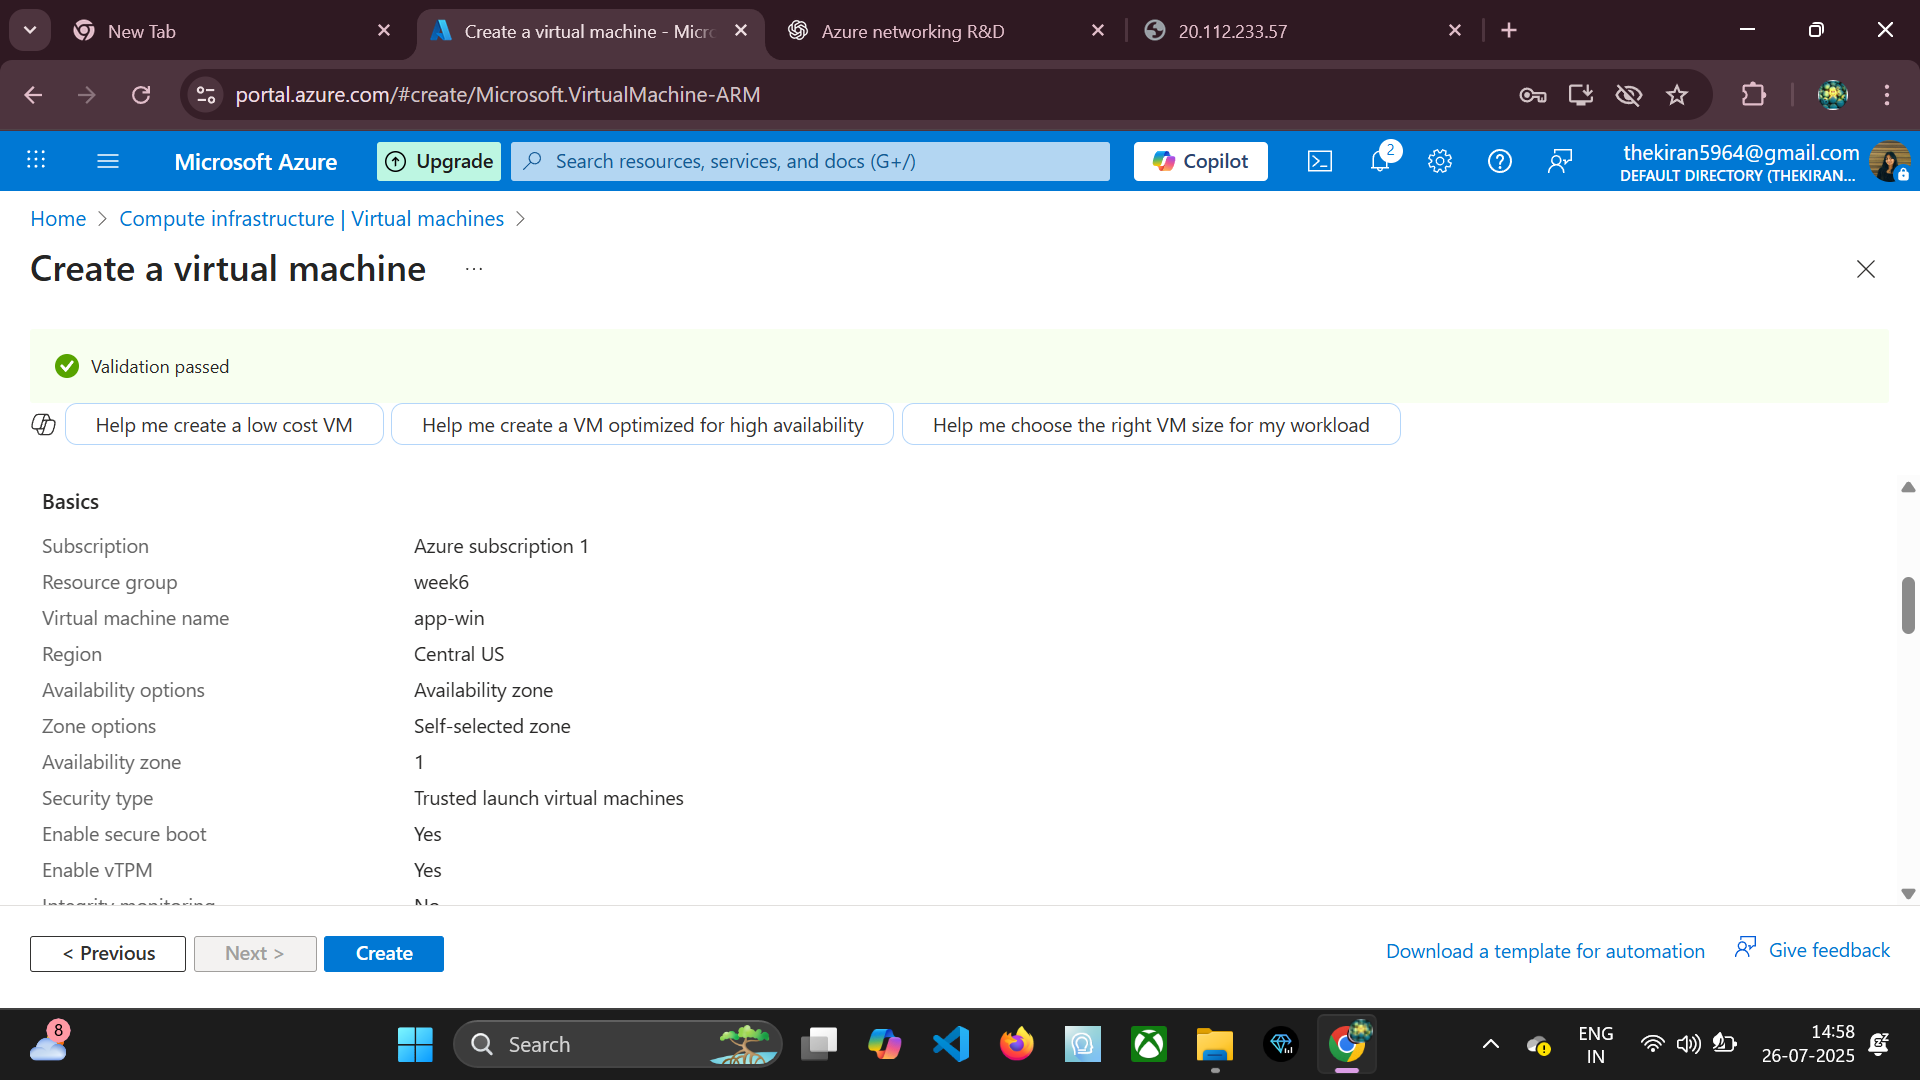 New Tab
Create a virtual machine - Micro
Azure networking R&D
20.112.233.57
portal.azure.com/#create/Microsoft.VirtualMachine-ARM
Microsoft Azure
Upgrade
Search resources, services, and docs (G+/)
Copilot
2
thekiran5964@gmail.com
DEFAULT DIRECTORY (THEKIRAN...
Home > Compute infrastructure | Virtual machines >
Create a virtual machine ...
Validation passed
Help me create a low cost VM
Help me create a VM optimized for high availability
Help me choose the right VM size for my workload
Basics
Subscription Azure subscription 1
Resource group week6
Virtual machine name app-win
Region Central US
Availability options Availability zone
Zone options Self-selected zone
Availability zone 1
Security type Trusted launch virtual machines
Enable secure boot Yes
Enable vTPM Yes
Integrity monitoring No
< Previous
Next >
Create
Download a template for automation
Give feedback
8
Search
ENG
IN
14:58
26-07-2025